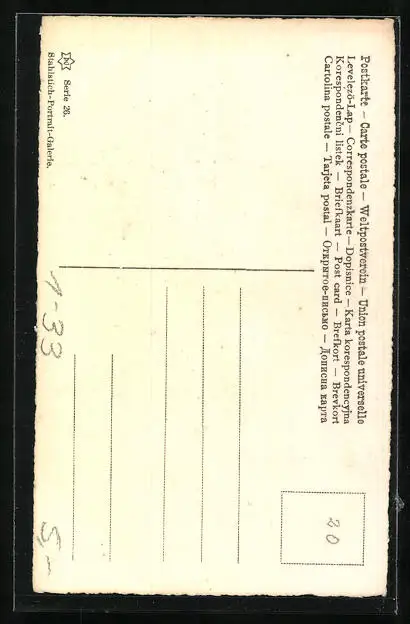 Postkarte — Carte postale — Weltpostverein — Union postale universelle
Levelező-Lap — Correspondenzkarte — Dopisnice — Karta korespondencyjna
Korespondenční lístek — Briefkaart — Post card — Brefkort — Brevkort
Cartolina postale — Tarjeta postal — Открытое-письмо — Дописна карта
20
Serie 26.
Stahlstich-Portrait-Galerie.
1-33
5,-